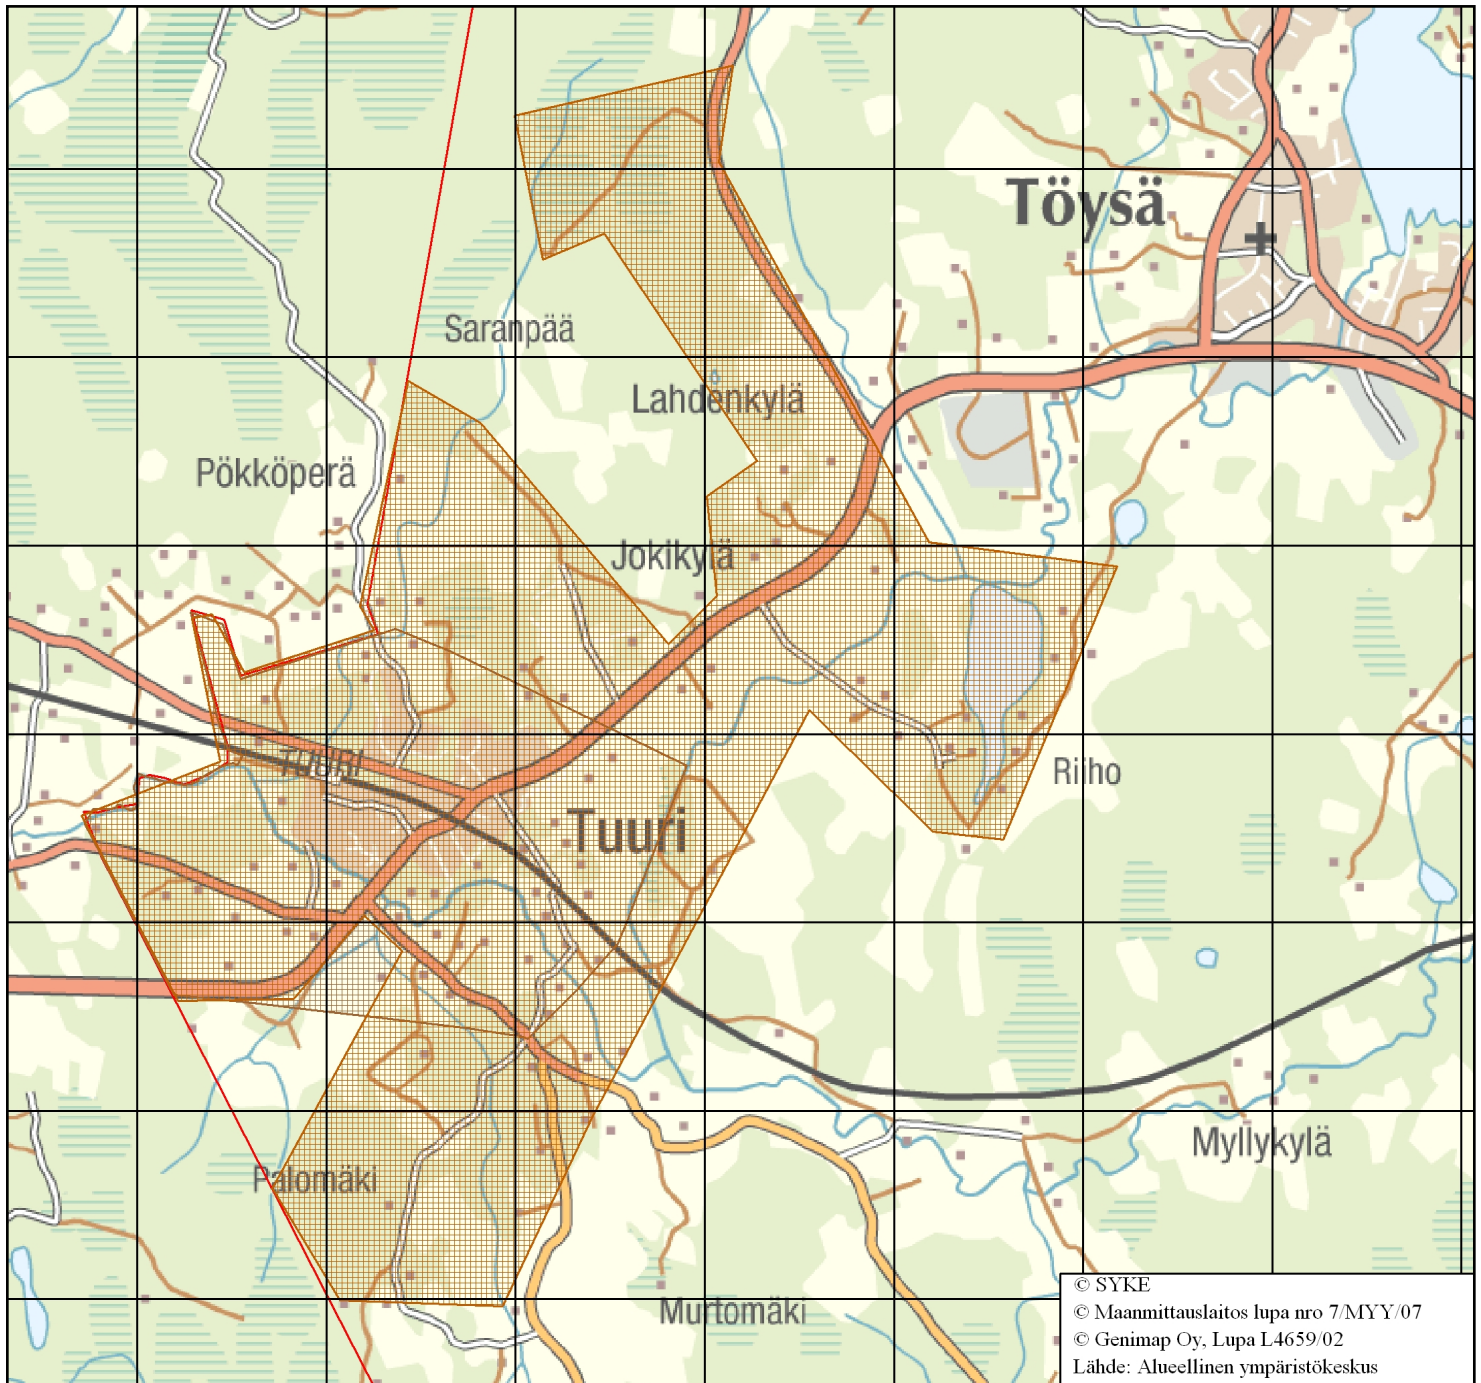 Töysä
Saranpää
Lahdenkylä
Pökköperä
Jokikylä
TUURI
Riiho
Tuuri
Myllykylä
Palomäki
Murtomäki
© SYKE
© Maanmittauslaitos lupa nro 7/MYY/07
© Genimap Oy, Lupa L4659/02
Lähde: Alueellinen ympäristökeskus